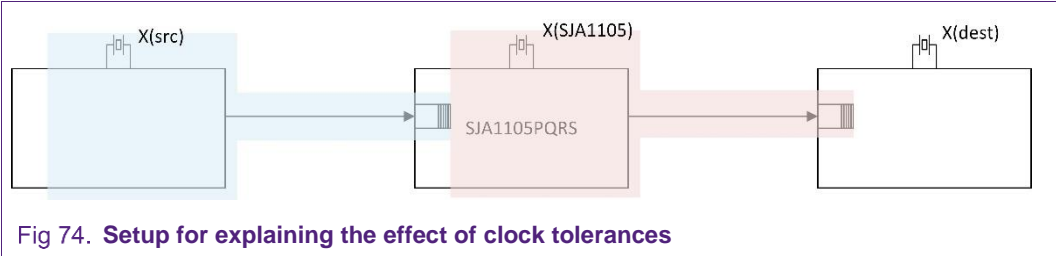 X(src)
X(SJA1105)
X(dest)
SJA1105PQRS
Fig 74. Setup for explaining the effect of clock tolerances